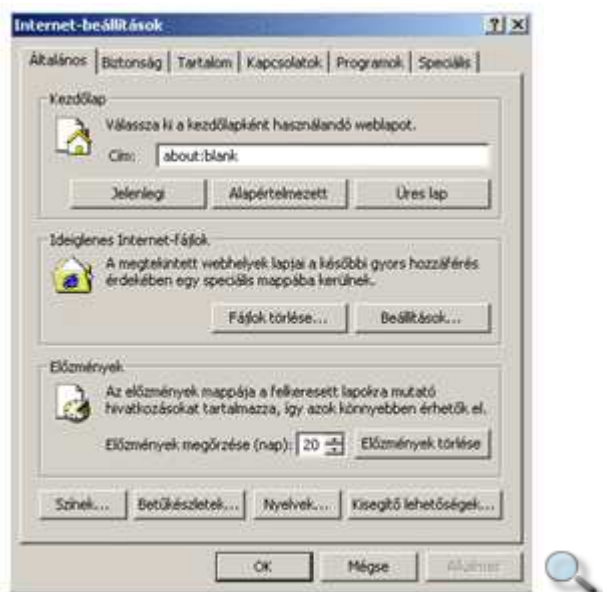 Internet-beállítások
Általános Biztonság Tartalom Kapcsolatok Programok Speciális
Kezdőlap
Válassza ki a kezdőlapként használandó weblapot.
Cím: about:blank
Jelenlegi Alapértelmezett Üres lap
Ideiglenes Internet-fájlok
A megtekintett webhelyek lapjai a későbbi gyors hozzáférés
érdekében egy speciális mappába kerülnek.
Fájlok törlése... Beállítások...
Előzmények
Az előzmények mappája a felkeresett lapokra mutató
hivatkozásokat tartalmazza, így azok könnyebben érhetők el.
Előzmények megőrzése (nap): 20 Előzmények törlése
Színek... Betűkészletek... Nyelvek... Kisegítő lehetőségek...
OK Mégse Alkalmaz